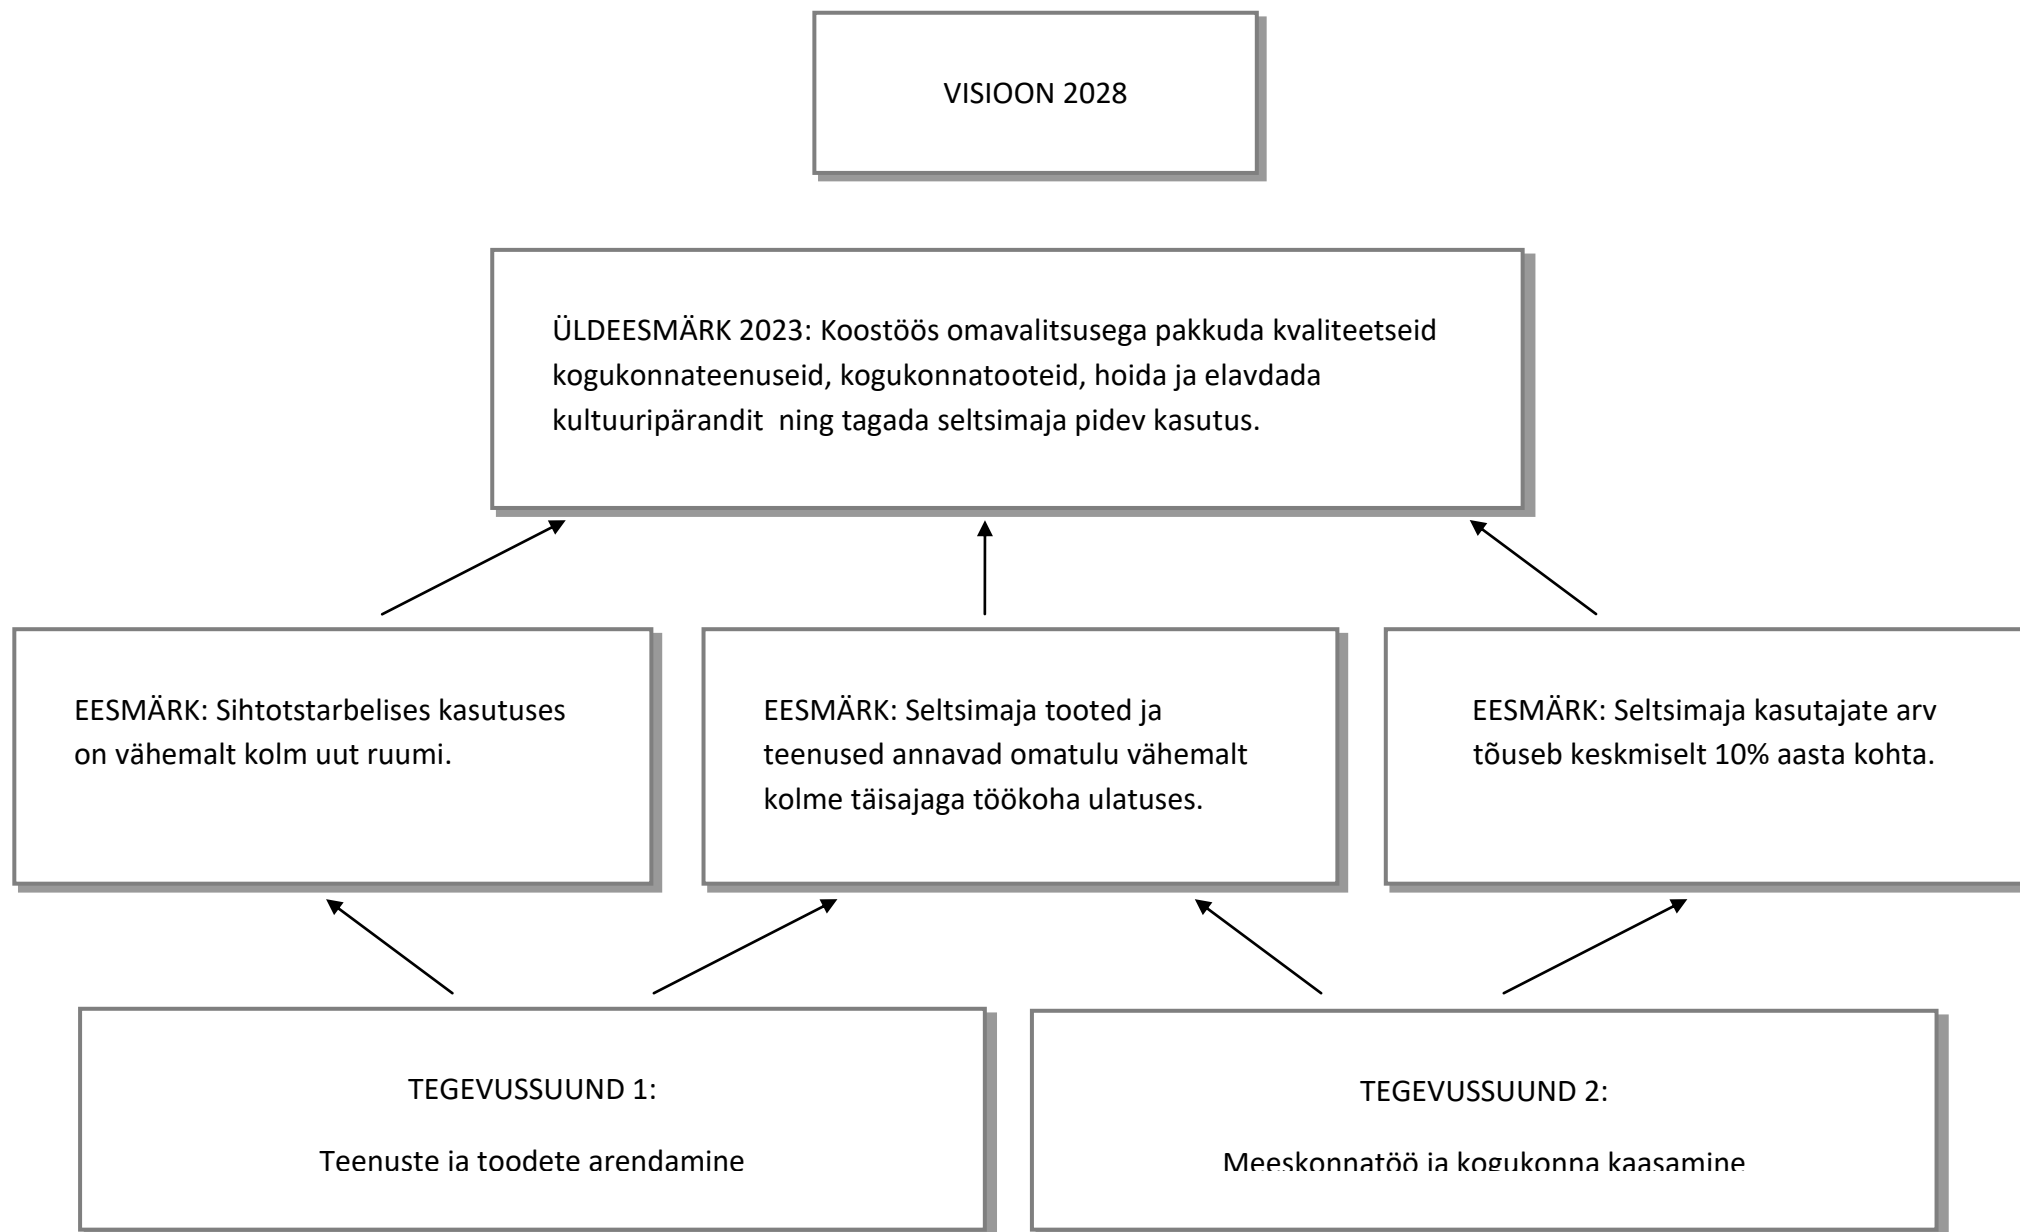 VISIOON 2028
ÜLDEESMÄRK 2023: Koostöös omavalitsusega pakkuda kvaliteetseid
kogukonnateenuseid, kogukonnatooteid, hoida ja elavdada
kultuuripärandit  ning tagada seltsimaja pidev kasutus.
EESMÄRK: Sihtotstarbelises kasutuses
on vähemalt kolm uut ruumi.
EESMÄRK: Seltsimaja tooted ja
teenused annavad omatulu vähemalt
kolme täisajaga töökoha ulatuses.
EESMÄRK: Seltsimaja kasutajate arv
tõuseb keskmiselt 10% aasta kohta.
TEGEVUSSUUND 1:
Teenuste ja toodete arendamine
TEGEVUSSUUND 2:
Meeskonnatöö ja kogukonna kaasamine